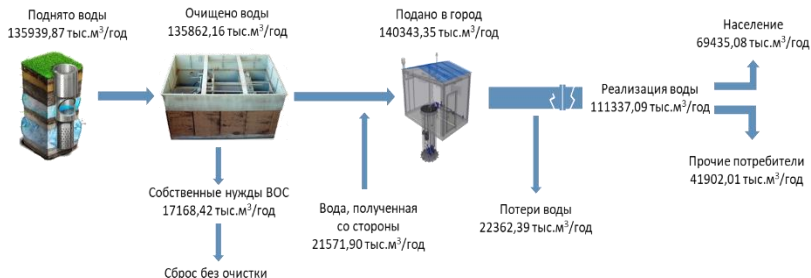 Поднято воды
135939,87 тыс.м³/год
Очищено воды
135862,16 тыс.м³/год
Подано в город
140343,35 тыс.м³/год
Население
69435,08 тыс.м³/год
Реализация воды
111337,09 тыс.м³/год
Прочие потребители
41902,01 тыс.м³/год
Собственные нужды ВОС
17168,42 тыс.м³/год
Вода, полученная
со стороны
21571,90 тыс.м³/год
Потери воды
22362,39 тыс.м³/год
Сброс без очистки